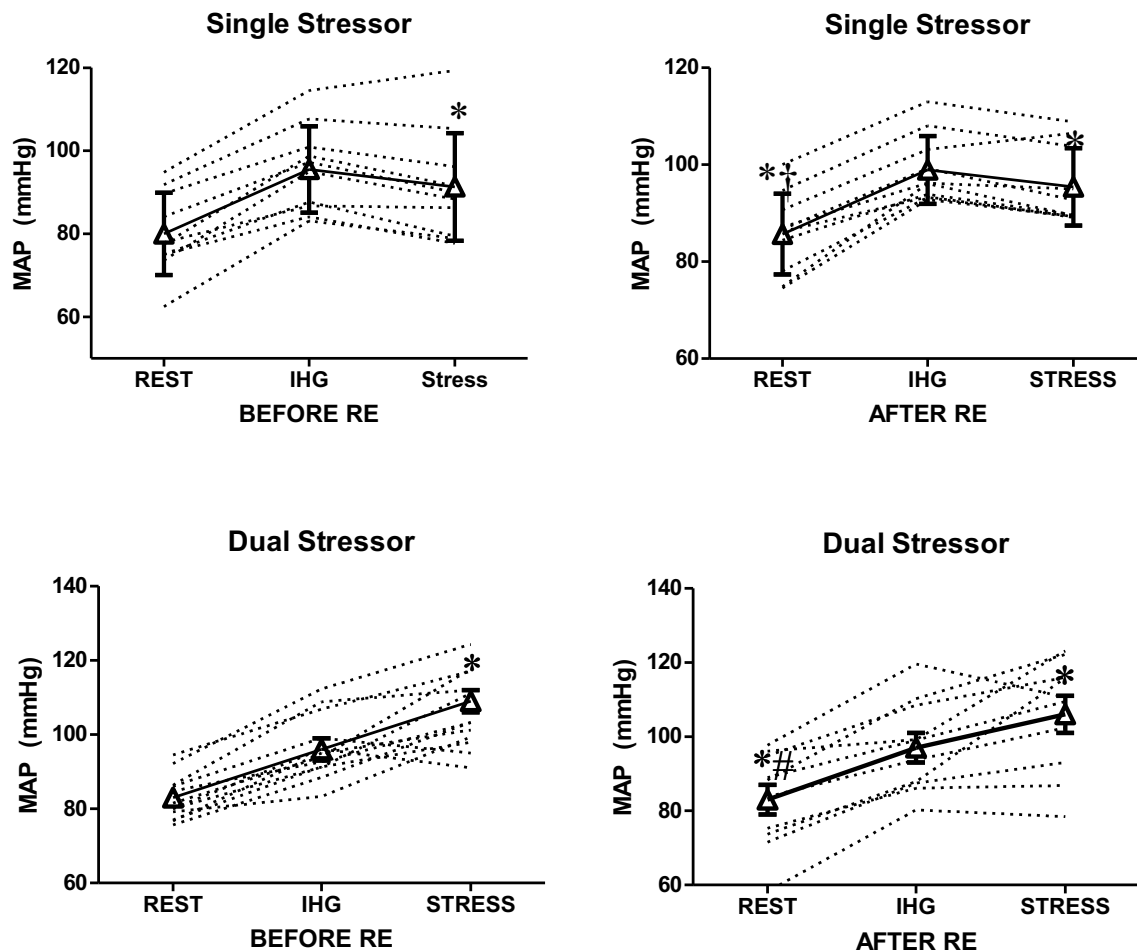 Single Stressor
120
100
80
60
MAP (mmHg)
*
REST IHG Stress
BEFORE RE
Single Stressor
120
100
80
60
MAP (mmHg)
*†
*
REST IHG STRESS
AFTER RE
Dual Stressor
140
120
100
80
60
MAP (mmHg)
*
REST IHG STRESS
BEFORE RE
Dual Stressor
140
120
100
80
60
MAP (mmHg)
*#
*
REST IHG STRESS
AFTER RE